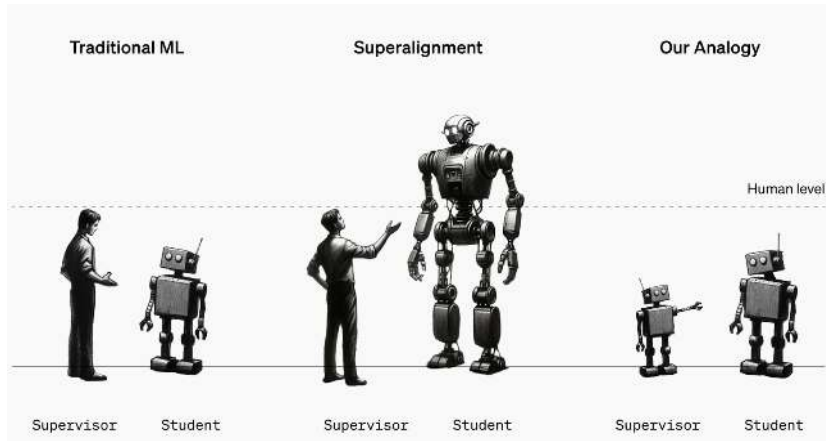 Traditional ML
Superalignment
Our Analogy
Human level
Supervisor
Student
Supervisor
Student
Supervisor
Student